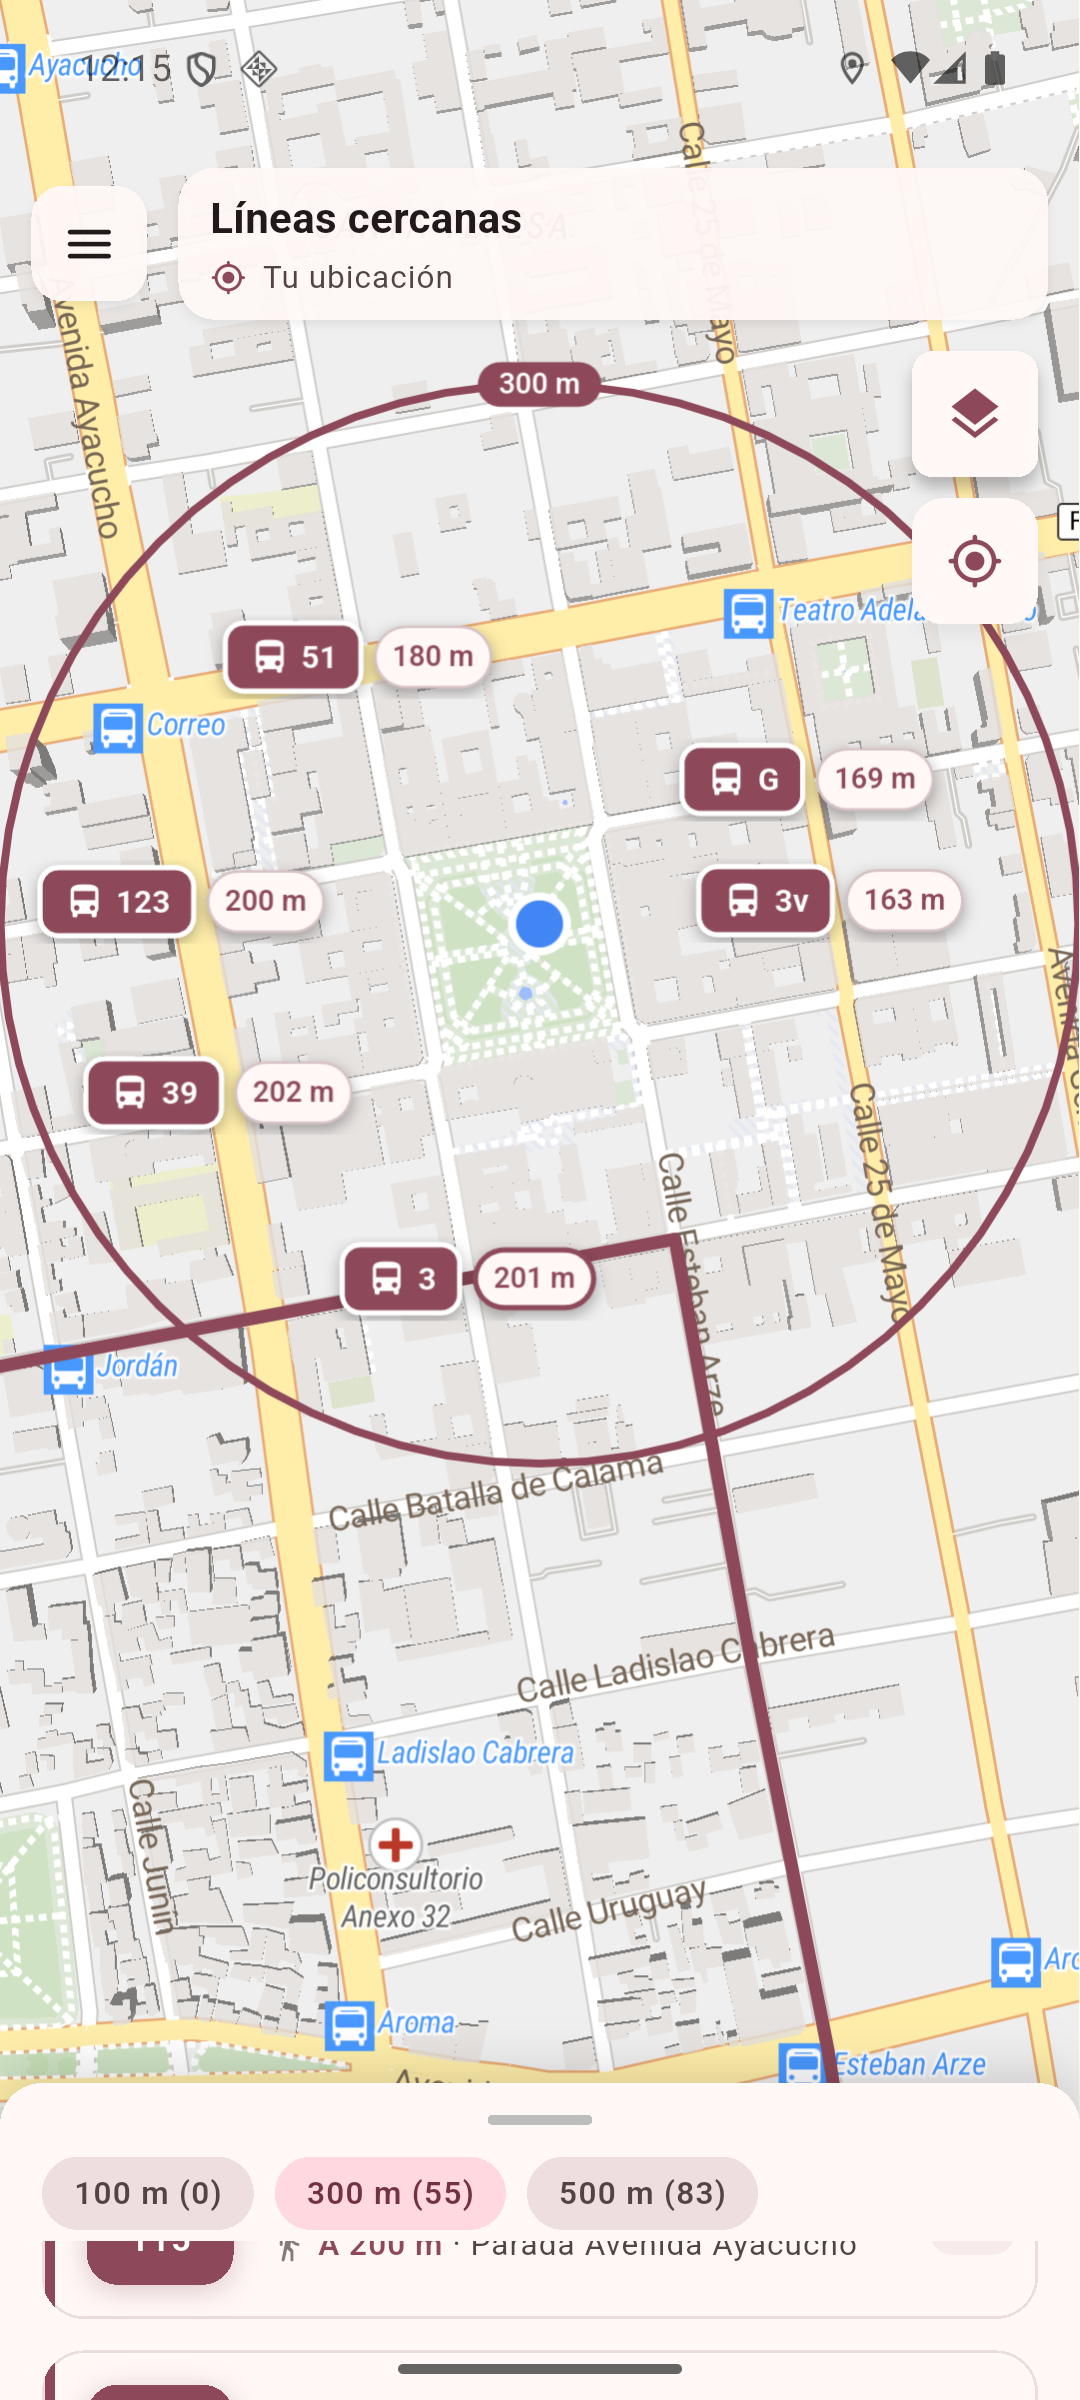 Ayacucho
12:15
Calle 25 de Mayo
Líneas cercanas
Tu ubicación
Avenida Ayacucho
300 m
F
Teatro Adela
51
180 m
Correo
G
169 m
123
200 m
3v
163 m
39
202 m
Calle 25 de Mayo
Calle Esteban Arze
3
201 m
Jordán
Calle Batalla de Calama
Calle Ladislao Cabrera
Ladislao Cabrera
Calle Junín
Policonsultorio
Anexo 32
Calle Uruguay
Aro
Aroma
Esteban Arze
100 m (0)
300 m (55)
500 m (83)
A 200 m · Parada Avenida Ayacucho